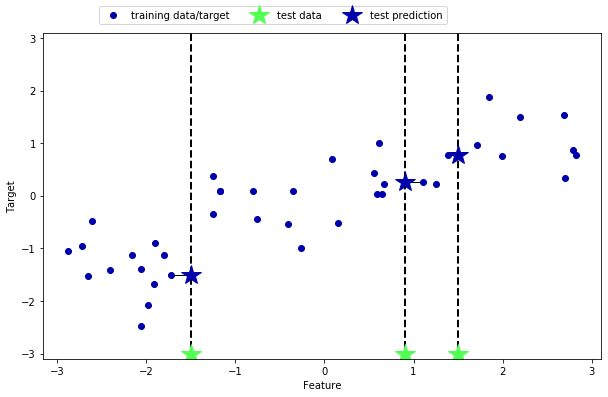 training data/target test data test prediction
3
2
1
0
−1
−2
−3
Target
−3 −2 −1 0 1 2 3
Feature